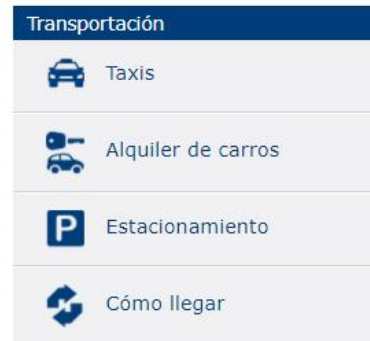 Transportación
Taxis
Alquiler de carros
P
Estacionamiento
Cómo llegar